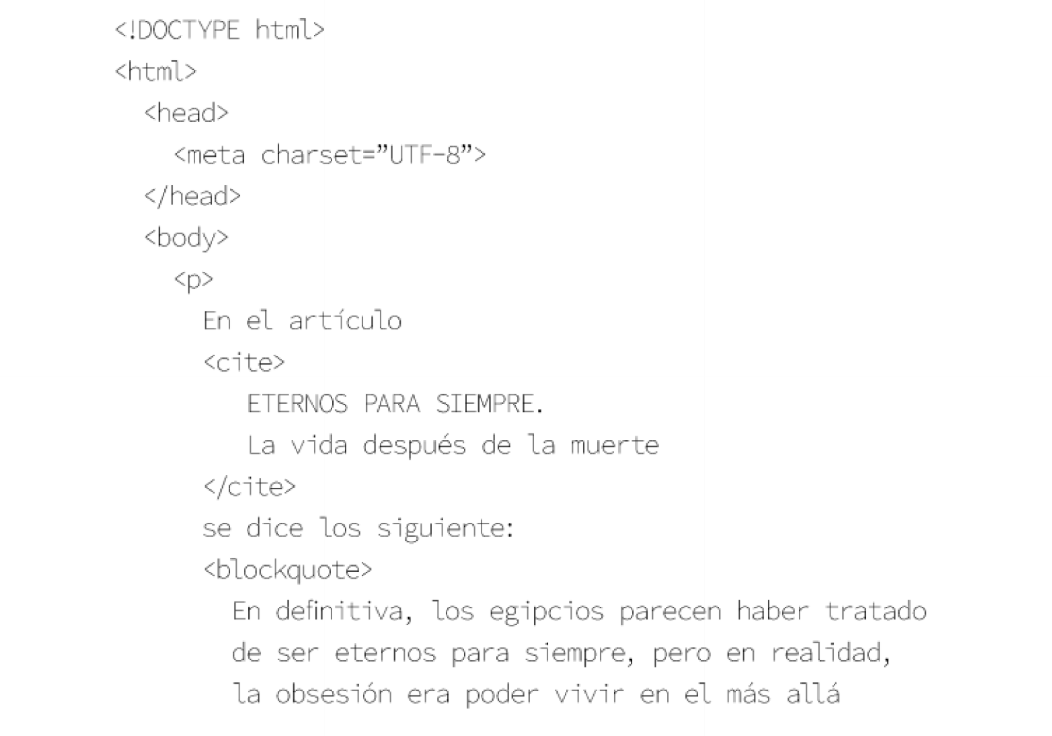 <!DOCTYPE html>
<html>
<head>
<meta charset=”UTF-8”>
</head>
<body>
<p>
En el artículo
<cite>
ETERNOS PARA SIEMPRE.
La vida después de la muerte
</cite>
se dice los siguiente:
<blockquote>
En definitiva, los egipcios parecen haber tratado
de ser eternos para siempre, pero en realidad,
la obsesión era poder vivir en el más allá